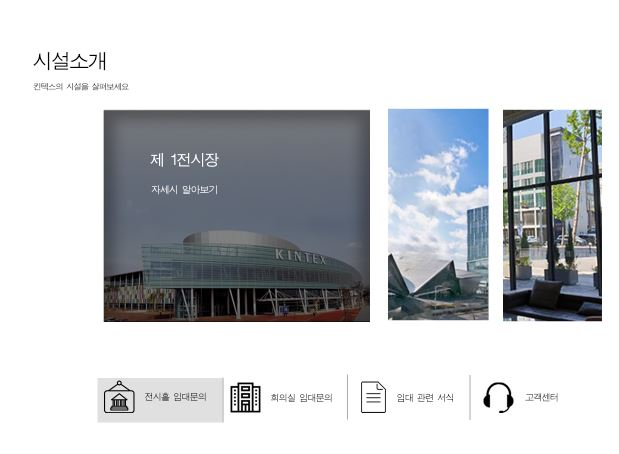 시설소개
킨텍스의 시설을 살펴보세요
제 1전시장
자세시 알아보기
KINTEX
전시홀 임대문의
회의실 임대문의
임대 관련 서식
고객센터